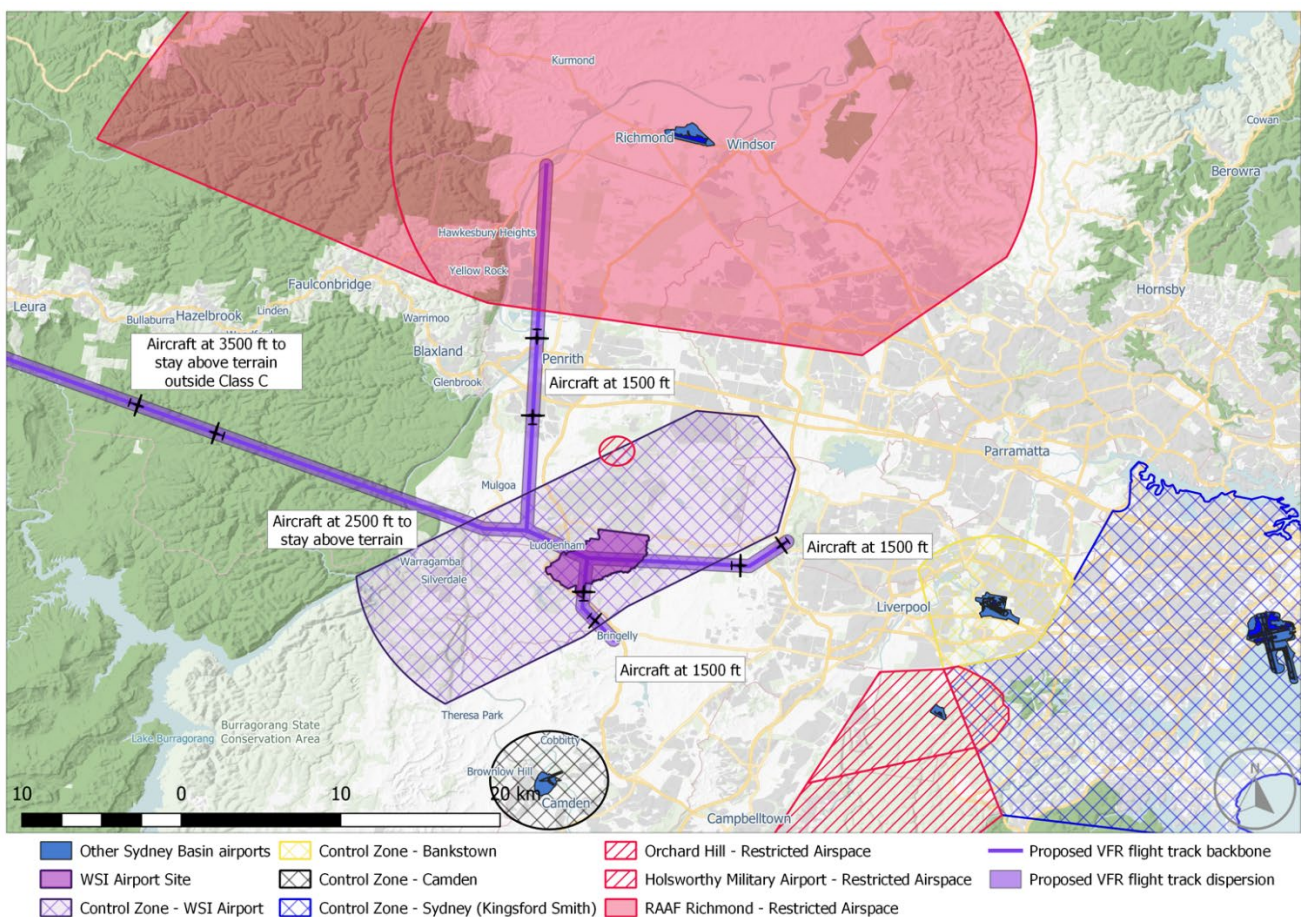 Kurmond
Cowan
Richmond
Windsor
Berowra
Hawkesbury Heights
Yellow Rock
Faulconbridge
Hornsby
Leura
Linden
Hazelbrook
Bullaburra
Warrimoo
Aircraft at 3500 ft to
stay above terrain
outside Class C
Blaxland
Penrith
Glenbrook
Aircraft at 1500 ft
Parramatta
Mulgoa
Aircraft at 2500 ft to
stay above terrain
Luddenham
Aircraft at 1500 ft
Warragamba
Silverdale
Liverpool
Bringelly
Aircraft at 1500 ft
Theresa Park
Burragorang State
Conservation Area
Lake Burragorang
Cobbitty
Brownlow Hill
Camden
N
10 0 10 20 km
Campbelltown
Other Sydney Basin airports
WSI Airport Site
Control Zone - WSI Airport
Control Zone - Bankstown
Control Zone - Camden
Control Zone - Sydney (Kingsford Smith)
Orchard Hill - Restricted Airspace
Holsworthy Military Airport - Restricted Airspace
RAAF Richmond - Restricted Airspace
Proposed VFR flight track backbone
Proposed VFR flight track dispersion